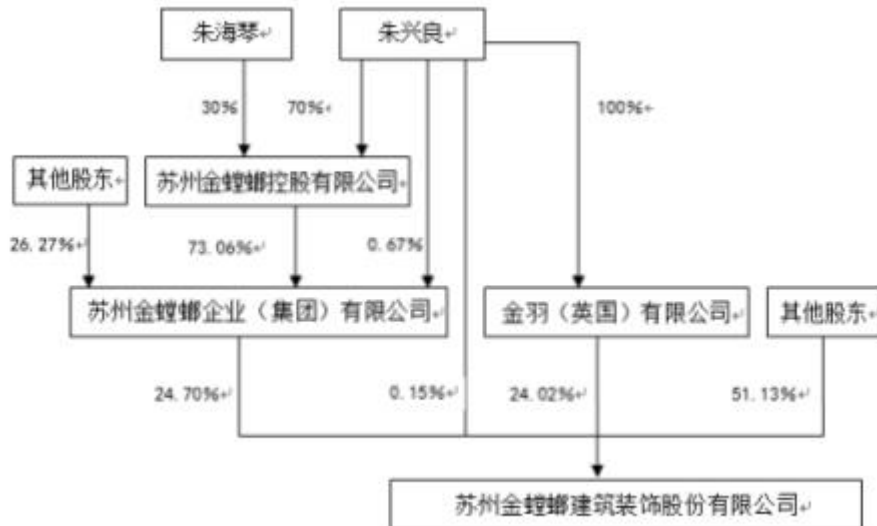 朱海琴
朱兴良
30%
70%
100%
其他股东
苏州金螳螂控股有限公司
26.27%
73.06%
0.67%
苏州金螳螂企业（集团）有限公司
金羽（英国）有限公司
其他股东
24.70%
0.15%
24.02%
51.13%
苏州金螳螂建筑装饰股份有限公司